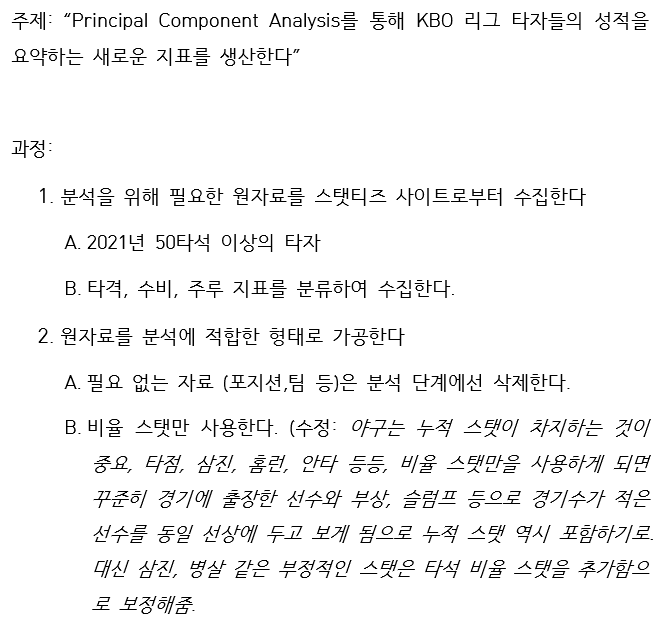 주제: “Principal Component Analysis를 통해 KBO 리그 타자들의 성적을
요약하는 새로운 지표를 생산한다”
과정:
1. 분석을 위해 필요한 원자료를 스탯티즈 사이트로부터 수집한다
A. 2021년 50타석 이상의 타자
B. 타격, 수비, 주루 지표를 분류하여 수집한다.
2. 원자료를 분석에 적합한 형태로 가공한다
A. 필요 없는 자료 (포지션,팀 등)은 분석 단계에선 삭제한다.
B. 비율 스탯만 사용한다. (수정: 야구는 누적 스탯이 차지하는 것이
중요, 타점, 삼진, 홈런, 안타 등등, 비율 스탯만을 사용하게 되면
꾸준히 경기에 출장한 선수와 부상, 슬럼프 등으로 경기수가 적은
선수를 동일 선상에 두고 보게 됨으로 누적 스탯 역시 포함하기로.
대신 삼진, 병살 같은 부정적인 스탯은 타석 비율 스탯을 추가함으
로 보정해줌.